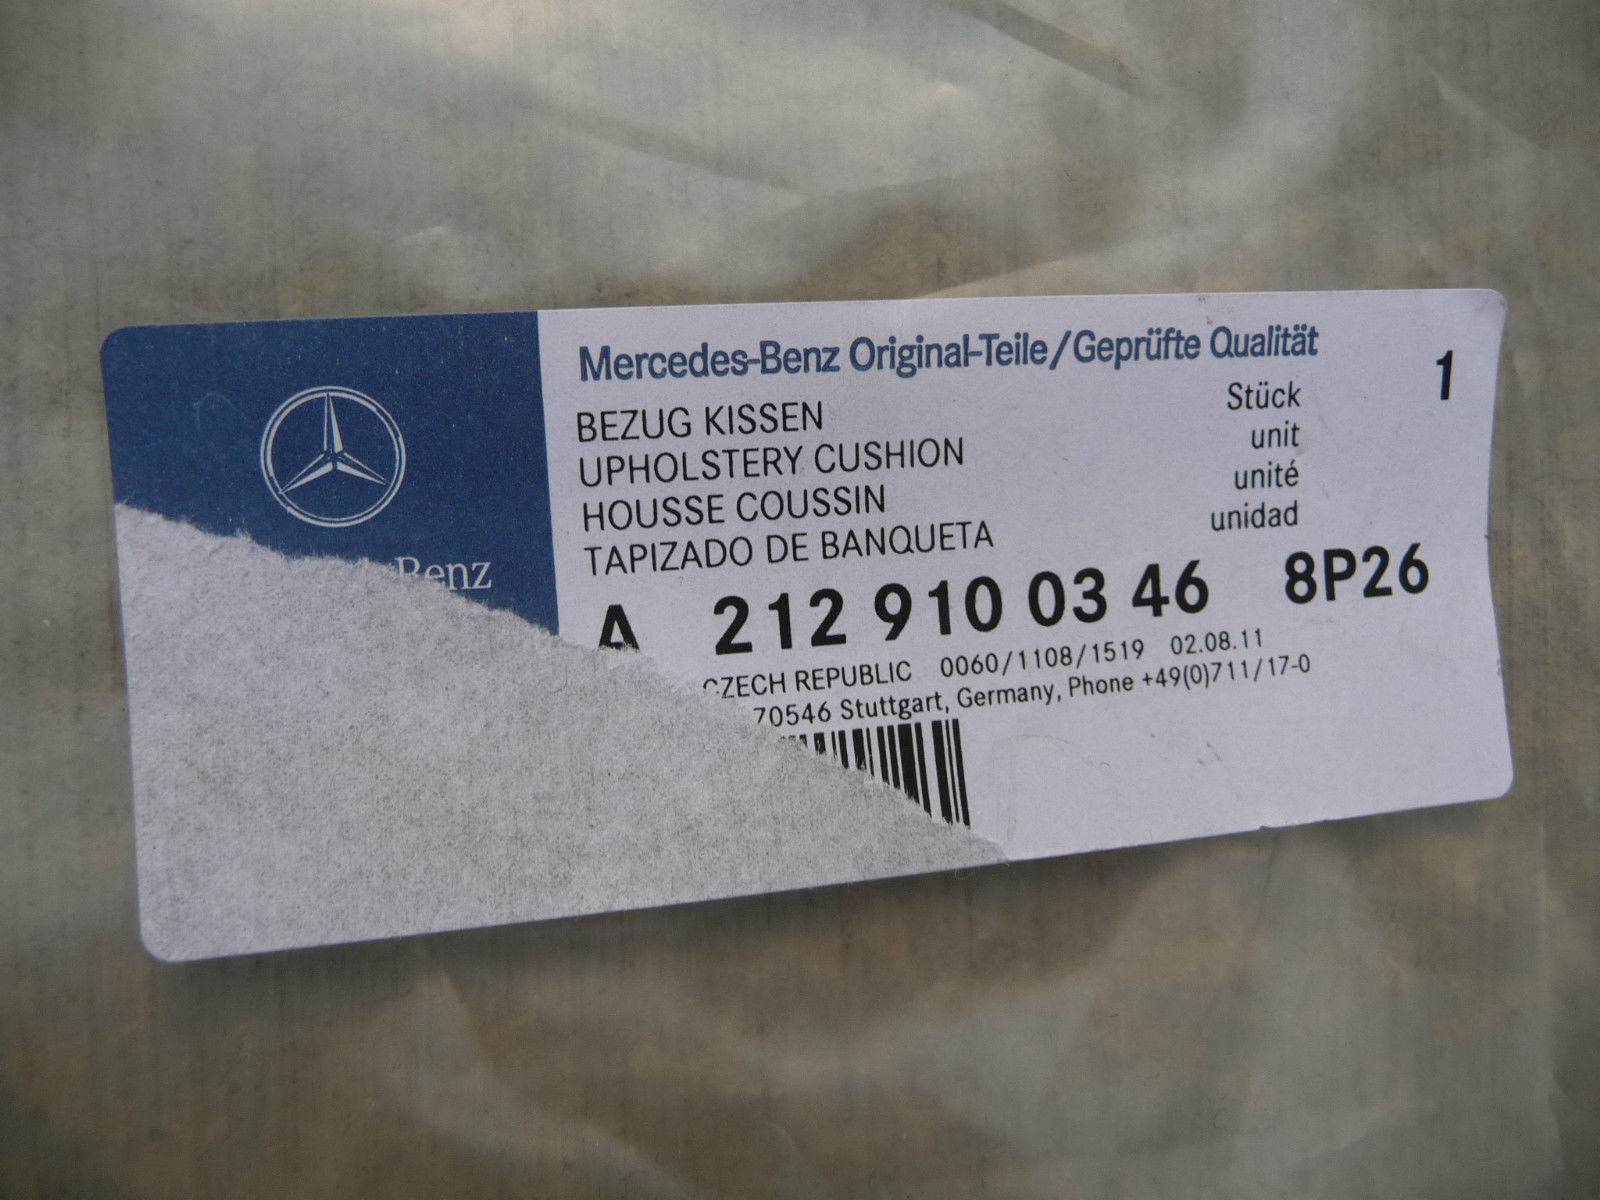 Mercedes-Benz Original-Teile/Geprüfte Qualität
BEZUG KISSEN Stück 1
UPHOLSTERY CUSHION unit
HOUSSE COUSSIN unité
TAPIZADO DE BANQUETA unidad
Benz
A 212 910 03 46 8P26
CZECH REPUBLIC 0060/1108/1519 02.08.11
70546 Stuttgart, Germany, Phone +49(0)711/17-0